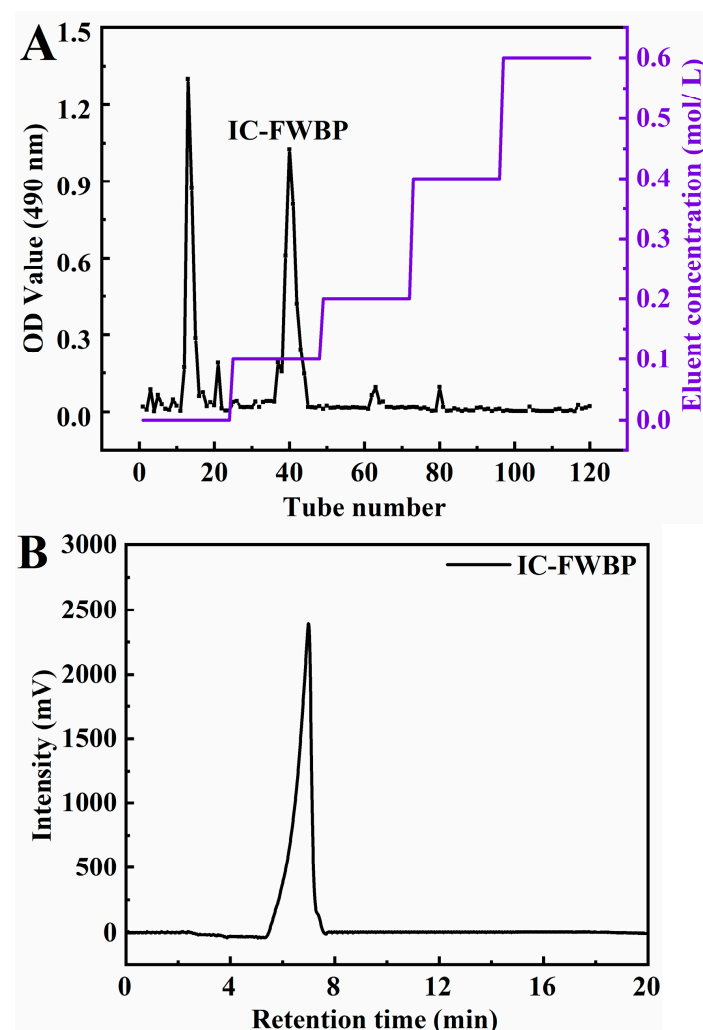 A
IC-FWBP
OD Value (490 nm)
1.5
1.2
0.9
0.6
0.3
0.0
0.6
0.5
0.4
0.3
0.2
0.1
0.0
Eluent concentration (mol/ L)
0 20 40 60 80 100 120
Tube number
B
IC-FWBP
Intensity (mV)
3000
2500
2000
1500
1000
500
0
0 4 8 12 16 20
Retention time (min)